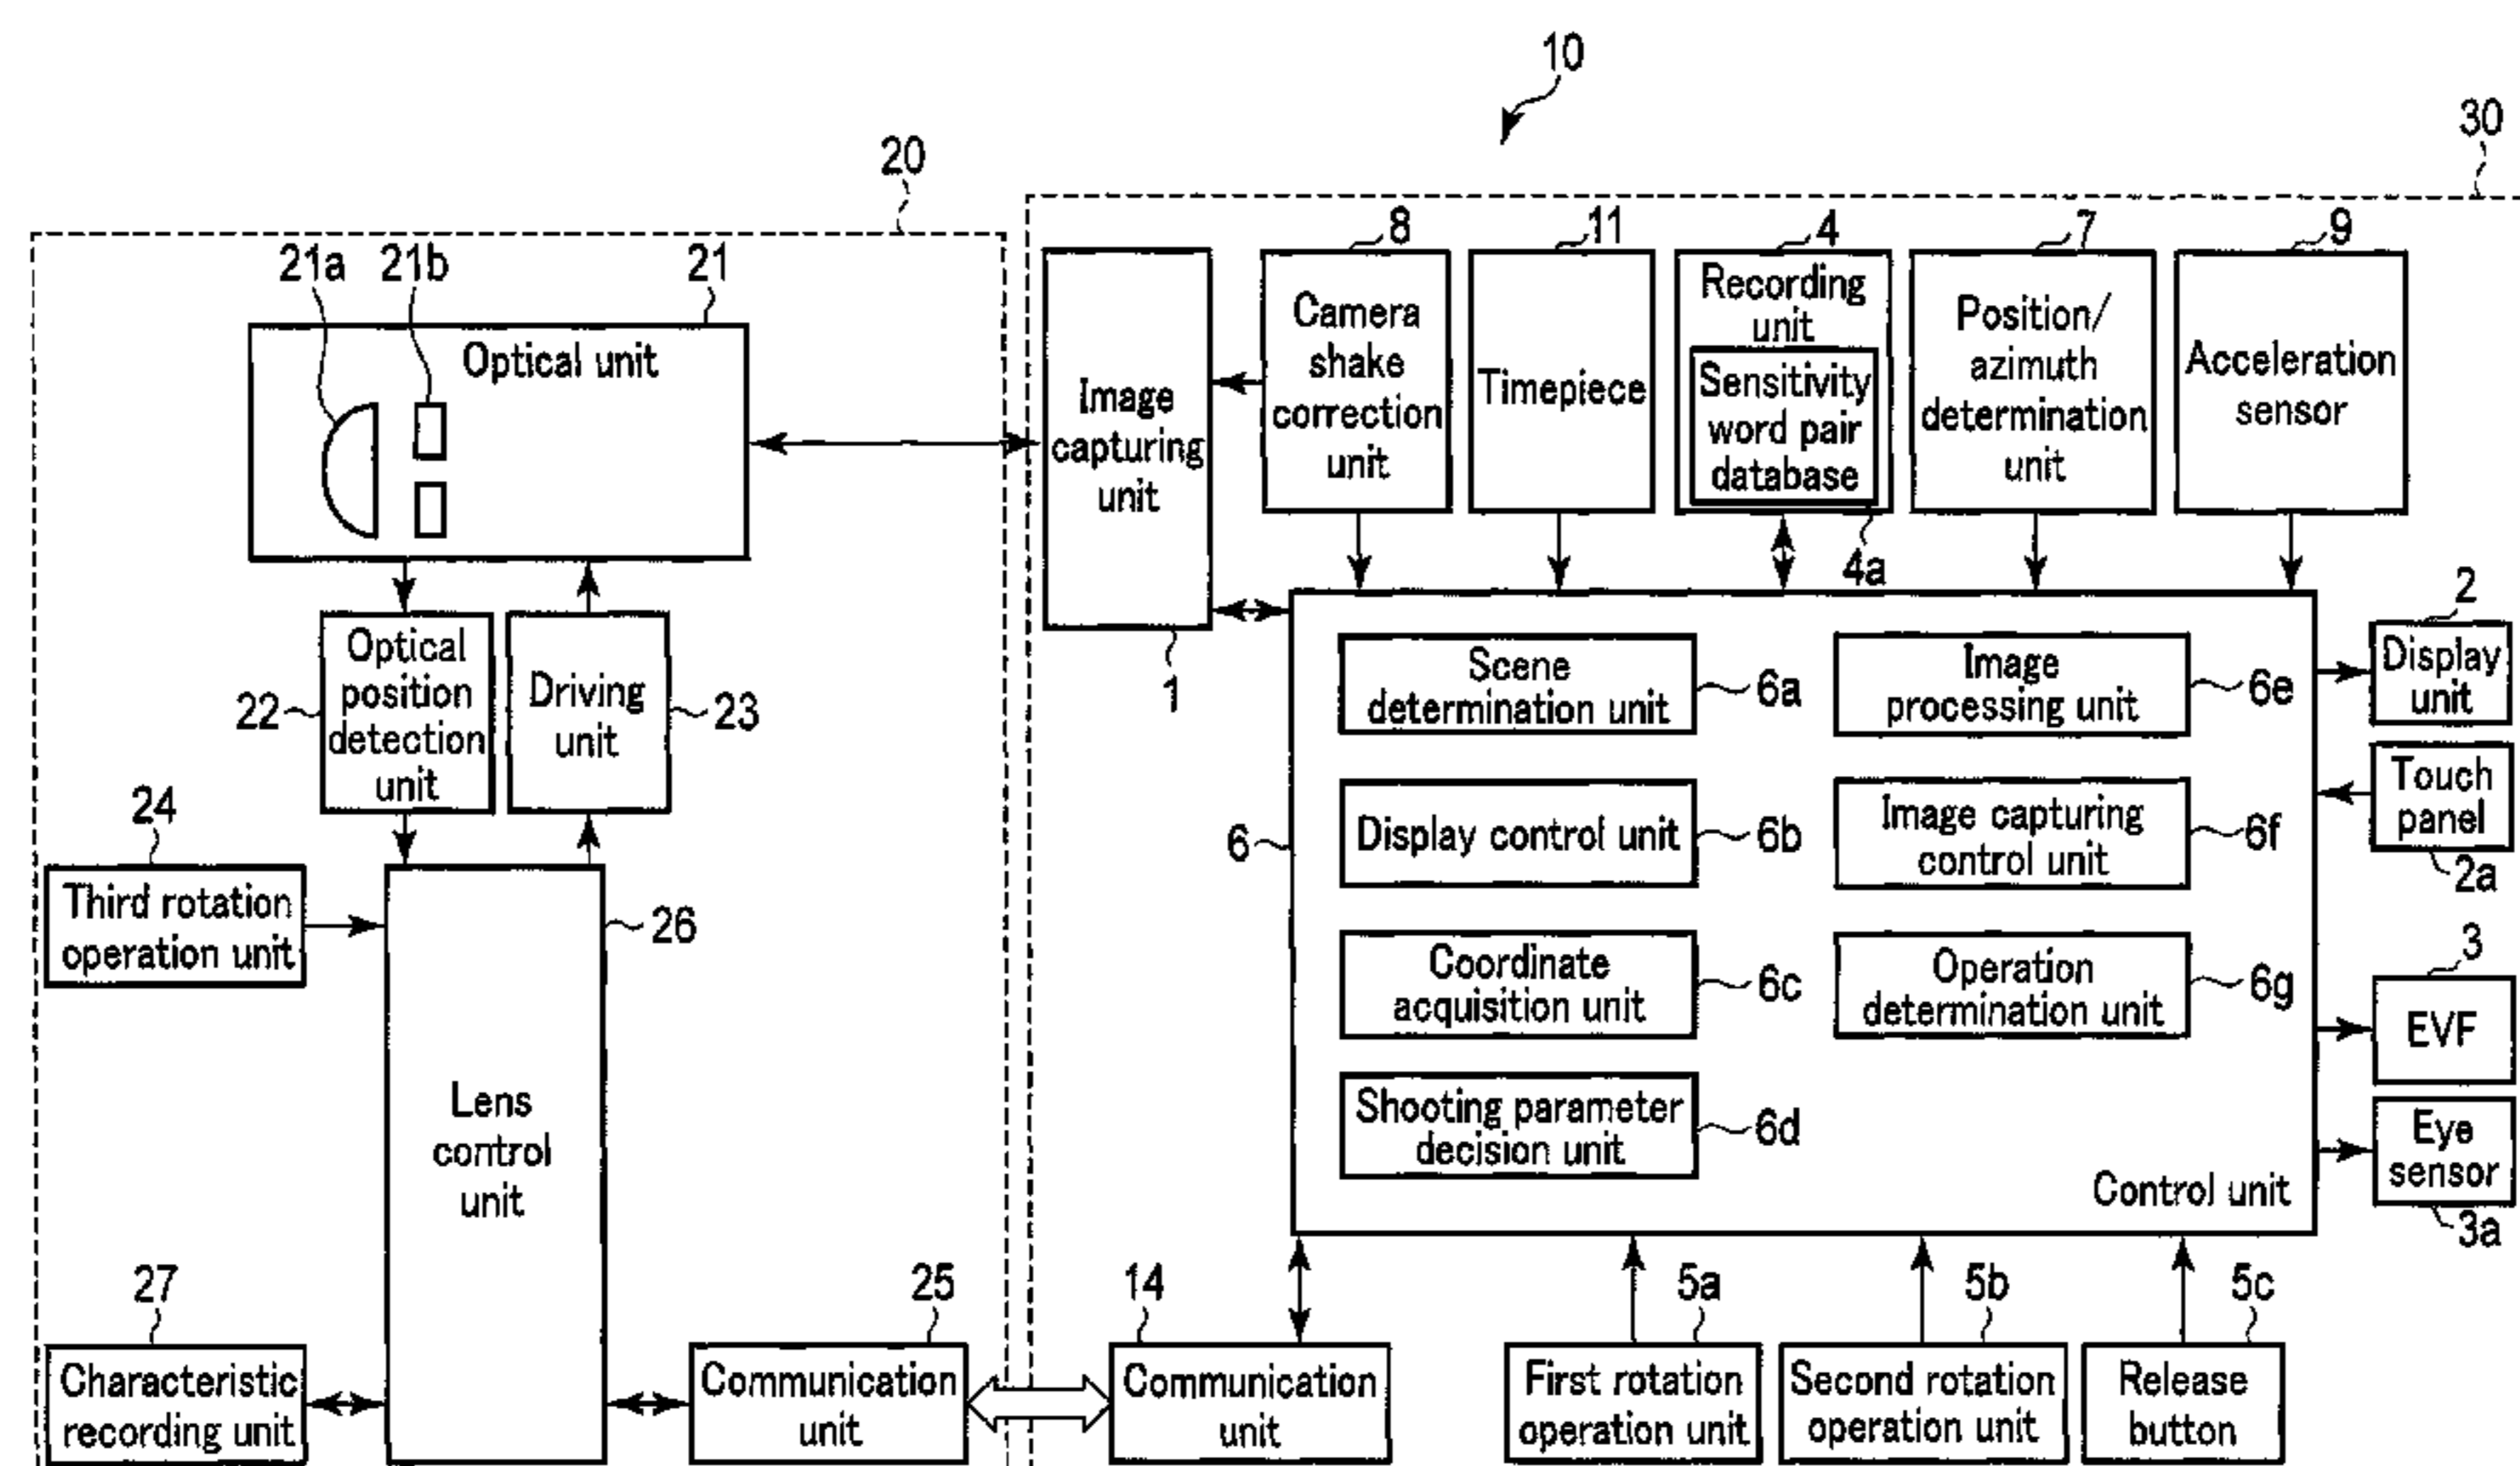 10
30
20
21a
21b
21
Optical unit
8
11
4
7
9
Image
capturing
unit
1
Camera
shake
correction
unit
Timepiece
Recording
unit
Sensitivity
word pair
database
4a
Position/
azimuth
determination
unit
Acceleration
sensor
22
Optical
position
detection
unit
Driving
unit
23
24
Third rotation
operation unit
Lens
control
unit
26
27
Characteristic
recording unit
25
Communication
unit
6
Scene
determination unit
6a
Display control unit
6b
Coordinate
acquisition unit
6c
Shooting parameter
decision unit
6d
Image
processing unit
6e
Image capturing
control unit
6f
Operation
determination unit
6g
Control unit
2
Display
unit
Touch
panel
2a
3
EVF
Eye
sensor
3a
14
Communication
unit
5a
First rotation
operation unit
5b
Second rotation
operation unit
5c
Release
button